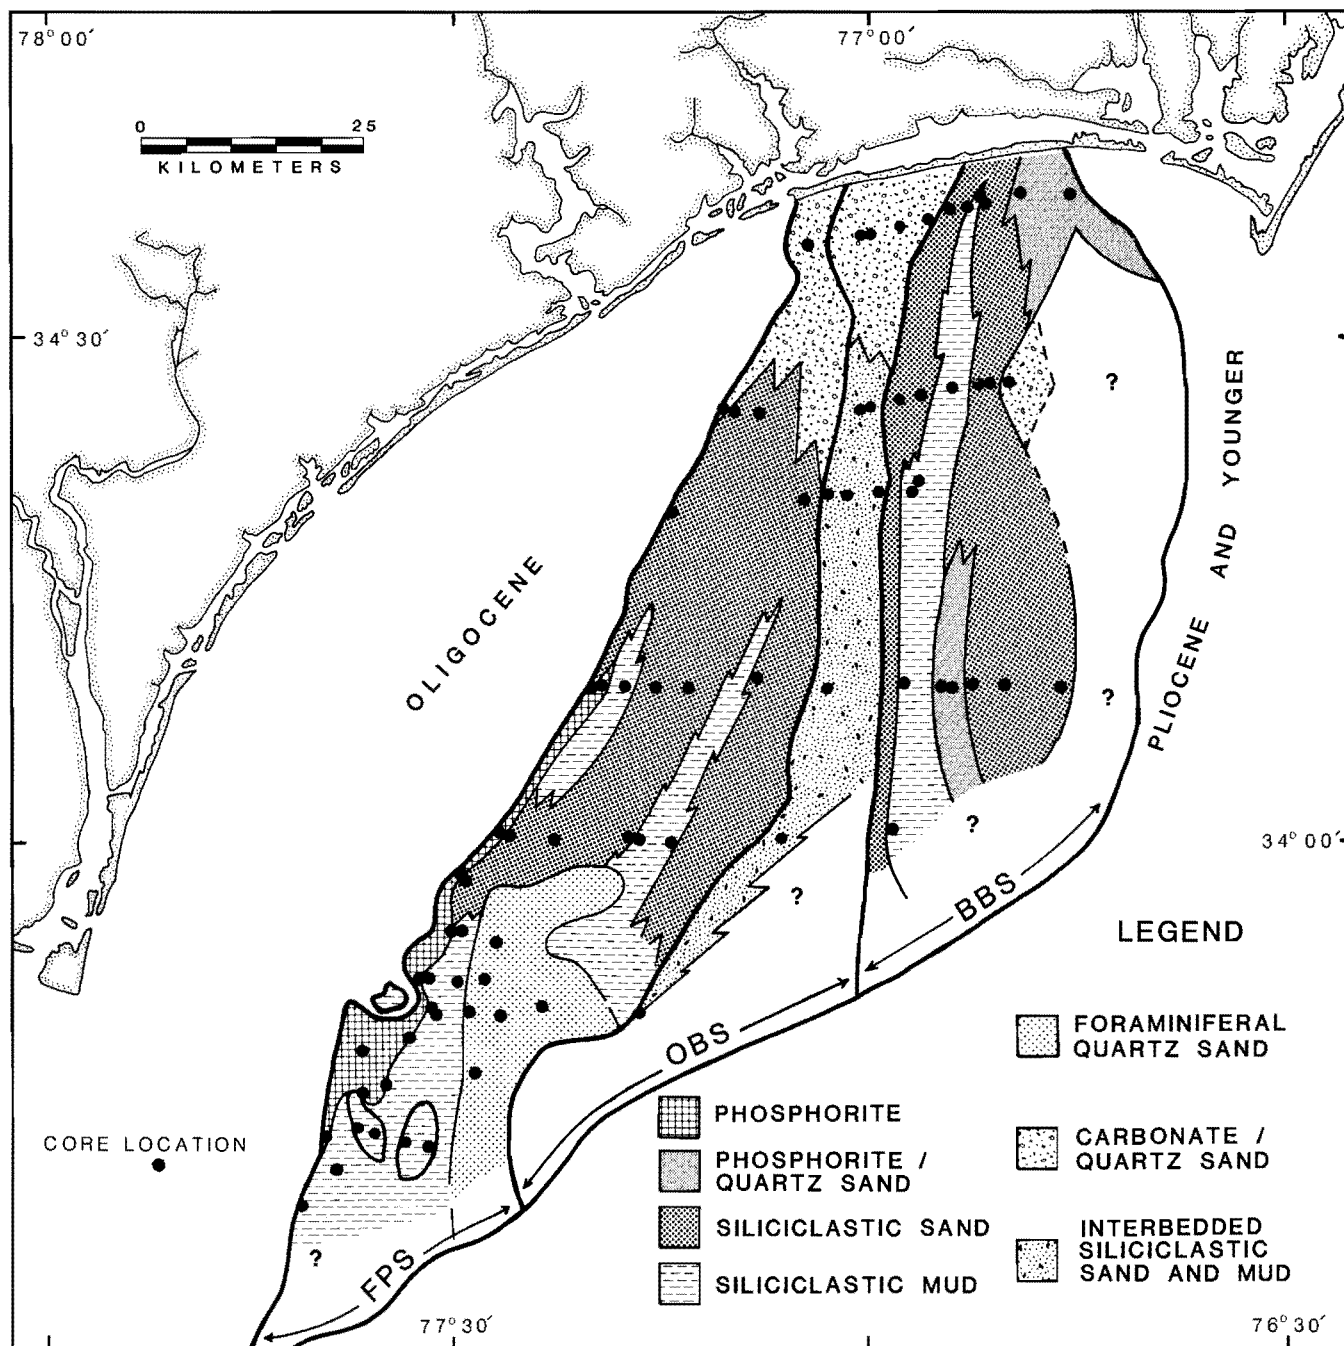 78°00′
77°00′
0 25
KILOMETERS
34°30′
?
OLIGOCENE
PLIOCENE AND YOUNGER
?
?
34°00′
?
BBS
LEGEND
OBS
FORAMINIFERAL
QUARTZ SAND
PHOSPHORITE
CORE LOCATION
CARBONATE /
QUARTZ SAND
PHOSPHORITE /
QUARTZ SAND
SILICICLASTIC SAND
INTERBEDDED
SILICICLASTIC
SAND AND MUD
SILICICLASTIC MUD
?
FPS
77°30′
76°30′